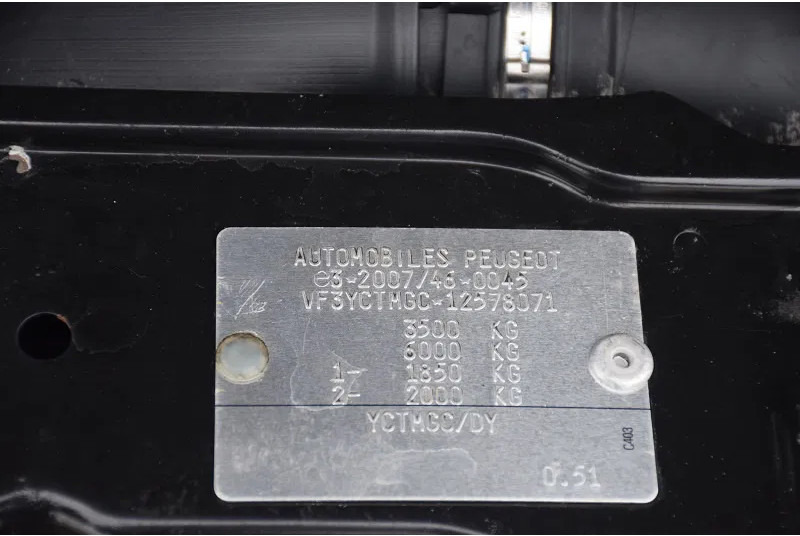 AUTOMOBILES PEUGEOT
e3-2007/46-0045
VF3YCTMGC-12578071
3500 KG
6000 KG
1- 1850 KG
2- 2000 KG
YCTMGC/DY
C403
0.51